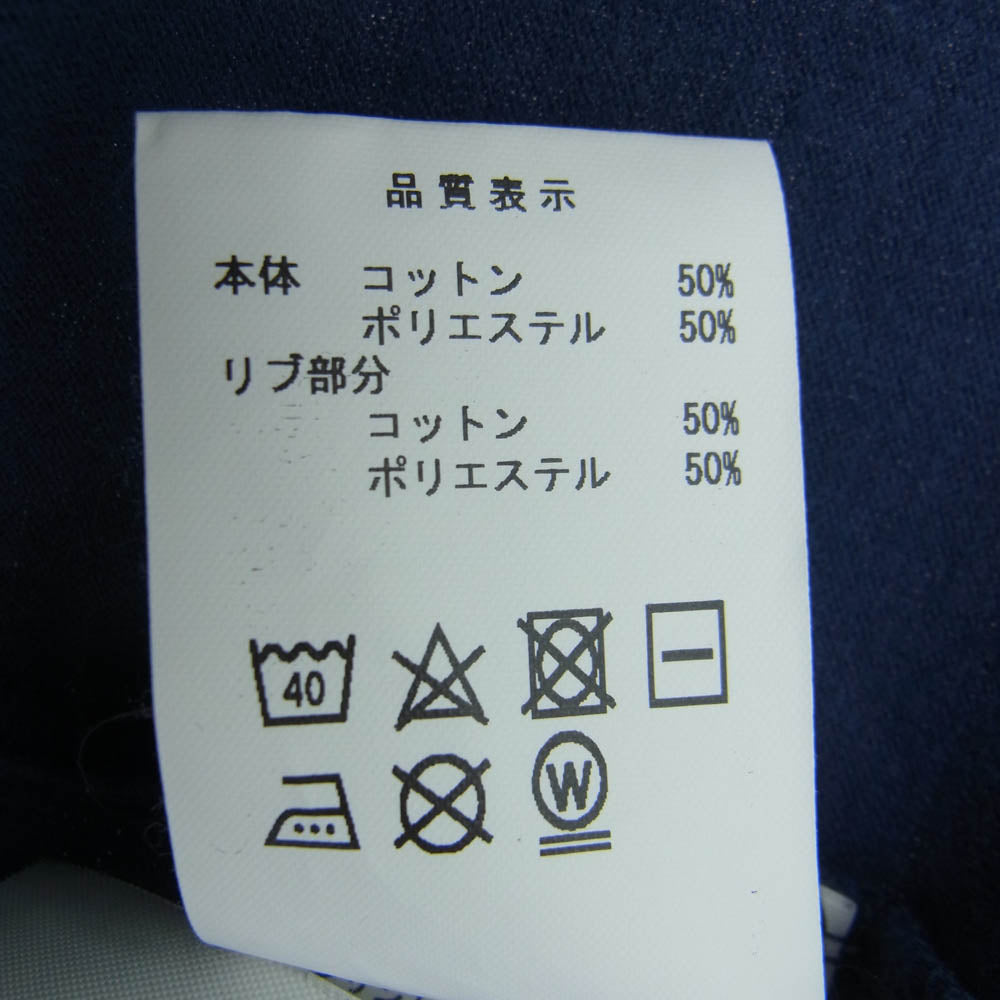 品質表示
本体 コットン 50%
ポリエステル 50%
リブ部分
コットン 50%
ポリエステル 50%
40
W